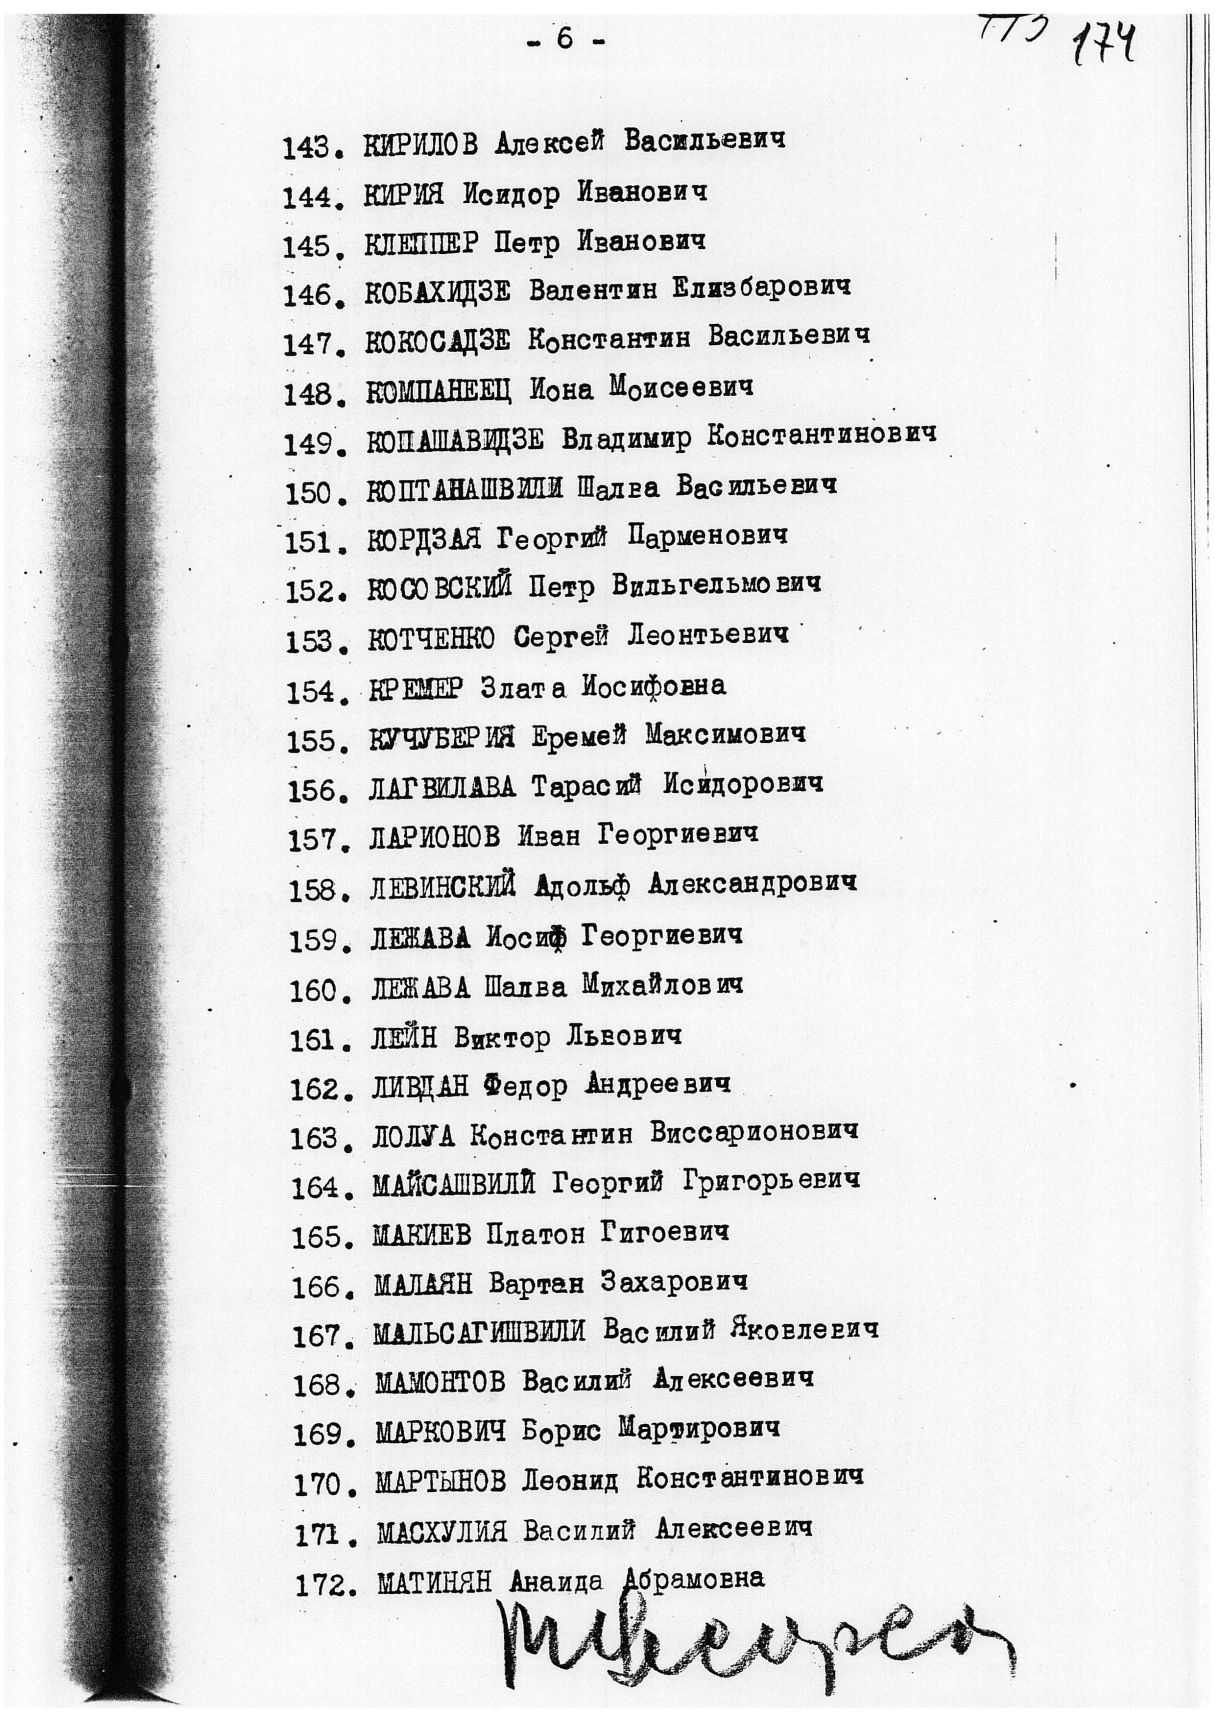 - 6 -
174
143. КИРИЛОВ Алексей Васильевич
144. КИРИЯ Исидор Иванович
145. КЛЕППЕР Петр Иванович
146. КОБАХИДЗЕ Валентин Елизбарович
147. КОКОСАДЗЕ Константин Васильевич
148. КОМПАНЕЕЦ Иона Моисеевич
149. КОПАШАВИДЗЕ Владимир Константинович
150. КОПТАНАШВИЛИ Шалва Васильевич
151. КОРДЗАЯ Георгий Парменович
152. КОСОВСКИЙ Петр Вильгельмович
153. КОТЧЕНКО Сергей Леонтьевич
154. КРЕМЕР Злата Иосифовна
155. КУЧУБЕРИЯ Еремей Максимович
156. ЛАГВИЛАВА Тарасий Исидорович
157. ЛАРИОНОВ Иван Георгиевич
158. ЛЕВИНСКИЙ Адольф Александрович
159. ЛЕЖАВА Иосиф Георгиевич
160. ЛЕЖАВА Шалва Михайлович
161. ЛЕЙН Виктор Львович
162. ЛИВДАН Федор Андреевич
163. ЛОЛУА Константин Виссарионович
164. МАЙСАШВИЛЙ Георгий Григорьевич
165. МАКИЕВ Платон Гигоевич
166. МАЛАЯН Вартан Захарович
167. МАЛЬСАГИШВИЛИ Василий Яковлевич
168. МАМОНТОВ Василий Алексеевич
169. МАРКОВИЧ Борис Мартирович
170. МАРТЫНОВ Леонид Константинович
171. МАСХУЛИЯ Василий Алексеевич
172. МАТИНЯН Анаида Абрамовна